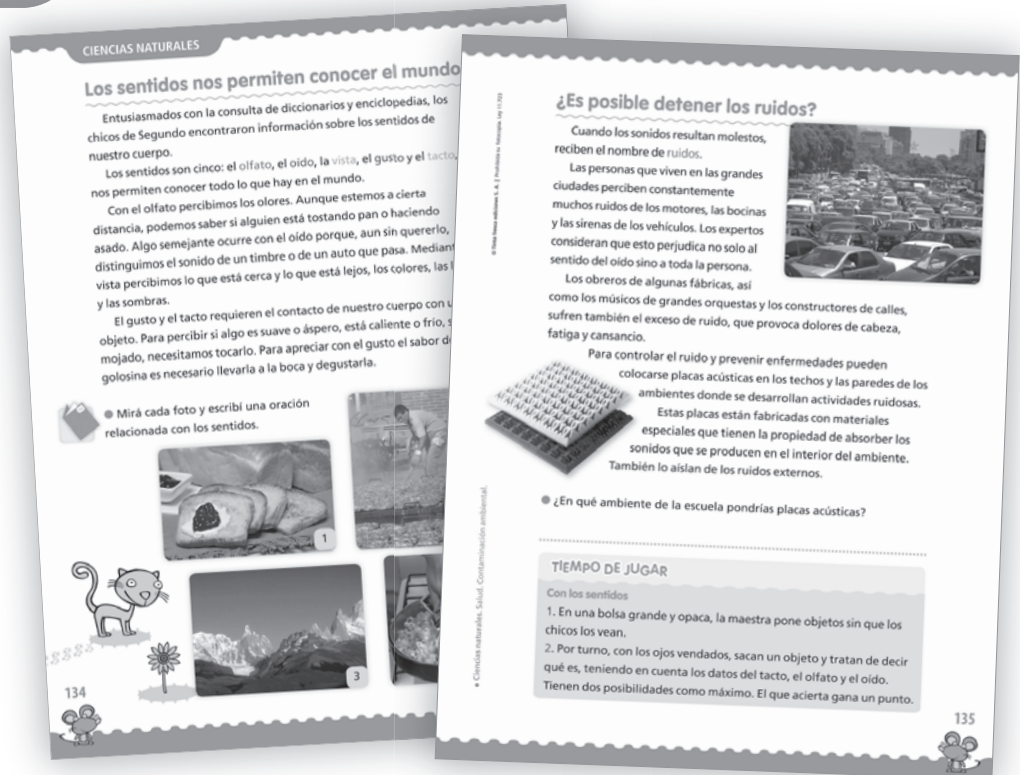 CIENCIAS NATURALES
Los sentidos nos permiten conocer el mundo
Entusiasmados con la consulta de diccionarios y enciclopedias, los
chicos de Segundo encontraron información sobre los sentidos de
nuestro cuerpo.
Los sentidos son cinco: el olfato, el oído, la vista, el gusto y el tacto,
nos permiten conocer todo lo que hay en el mundo.
Con el olfato percibimos los olores. Aunque estemos a cierta
distancia, podemos saber si alguien está tostando pan o haciendo
asado. Algo semejante ocurre con el oído porque, aun sin quererlo,
distinguimos el sonido de un timbre o de un auto que pasa. Mediant
vista percibimos lo que está cerca y lo que está lejos, los colores, las
y las sombras.
El gusto y el tacto requieren el contacto de nuestro cuerpo con
objeto. Para percibir si algo es suave o áspero, está caliente o frío,
mojado, necesitamos tocarlo. Para apreciar con el gusto el sabor
golosina es necesario llevarla a la boca y degustarla.
● Mirá cada foto y escribí una oración
relacionada con los sentidos.
1
3
134
¿Es posible detener los ruidos?
Cuando los sonidos resultan molestos,
reciben el nombre de ruidos.
Las personas que viven en las grandes
ciudades perciben constantemente
muchos ruidos de los motores, las bocinas
y las sirenas de los vehículos. Los expertos
consideran que esto perjudica no solo al
sentido del oído sino a toda la persona.
Los obreros de algunas fábricas, así
como los músicos de grandes orquestas y los constructores de calles,
sufren también el exceso de ruido, que provoca dolores de cabeza,
fatiga y cansancio.
Para controlar el ruido y prevenir enfermedades pueden
colocarse placas acústicas en los techos y las paredes de los
ambientes donde se desarrollan actividades ruidosas.
Estas placas están fabricadas con materiales
especiales que tienen la propiedad de absorber los
sonidos que se producen en el interior del ambiente.
También lo aíslan de los ruidos externos.
● ¿En qué ambiente de la escuela pondrías placas acústicas?
TIEMPO DE JUGAR
Con los sentidos
1. En una bolsa grande y opaca, la maestra pone objetos sin que los
chicos los vean.
2. Por turno, con los ojos vendados, sacan un objeto y tratan de decir
qué es, teniendo en cuenta los datos del tacto, el olfato y el oído.
Tienen dos posibilidades como máximo. El que acierta gana un punto.
● Ciencias naturales. Salud. Contaminación ambiental.
© Tinta fresca ediciones S. A. | Prohibida su fotocopia. Ley 11.723
135